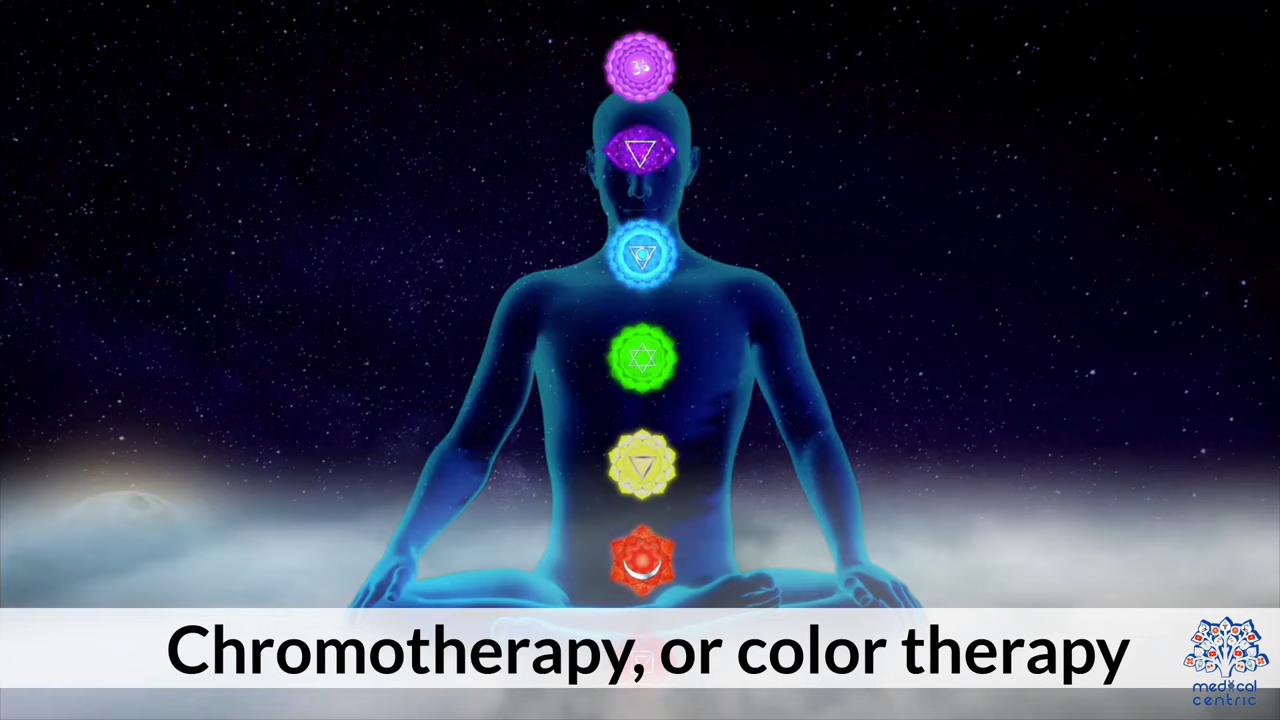 ॐ
Chromotherapy, or color therapy
medical
centric